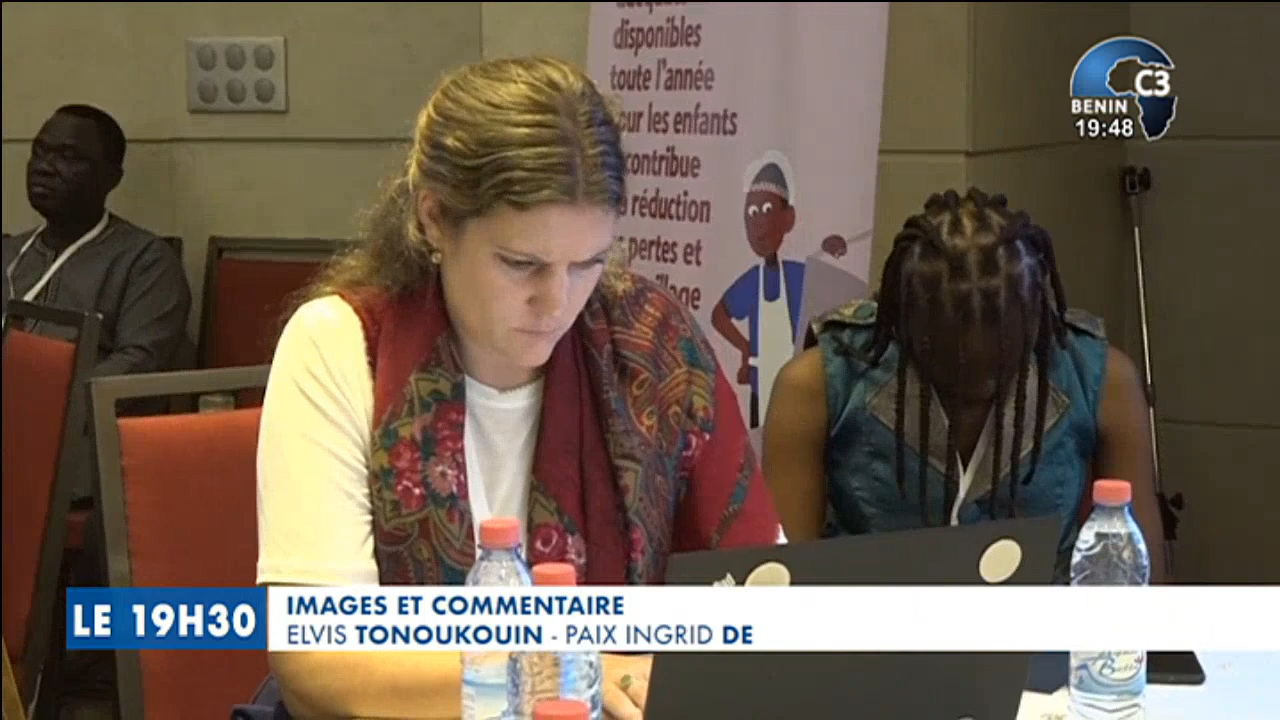 disponibles
toute l'année
pour les enfants
contribue
réduction
pertes et
C3
BENIN
19:48
LE 19H30
IMAGES ET COMMENTAIRE
ELVIS TONOUKOUIN - PAIX INGRID DE